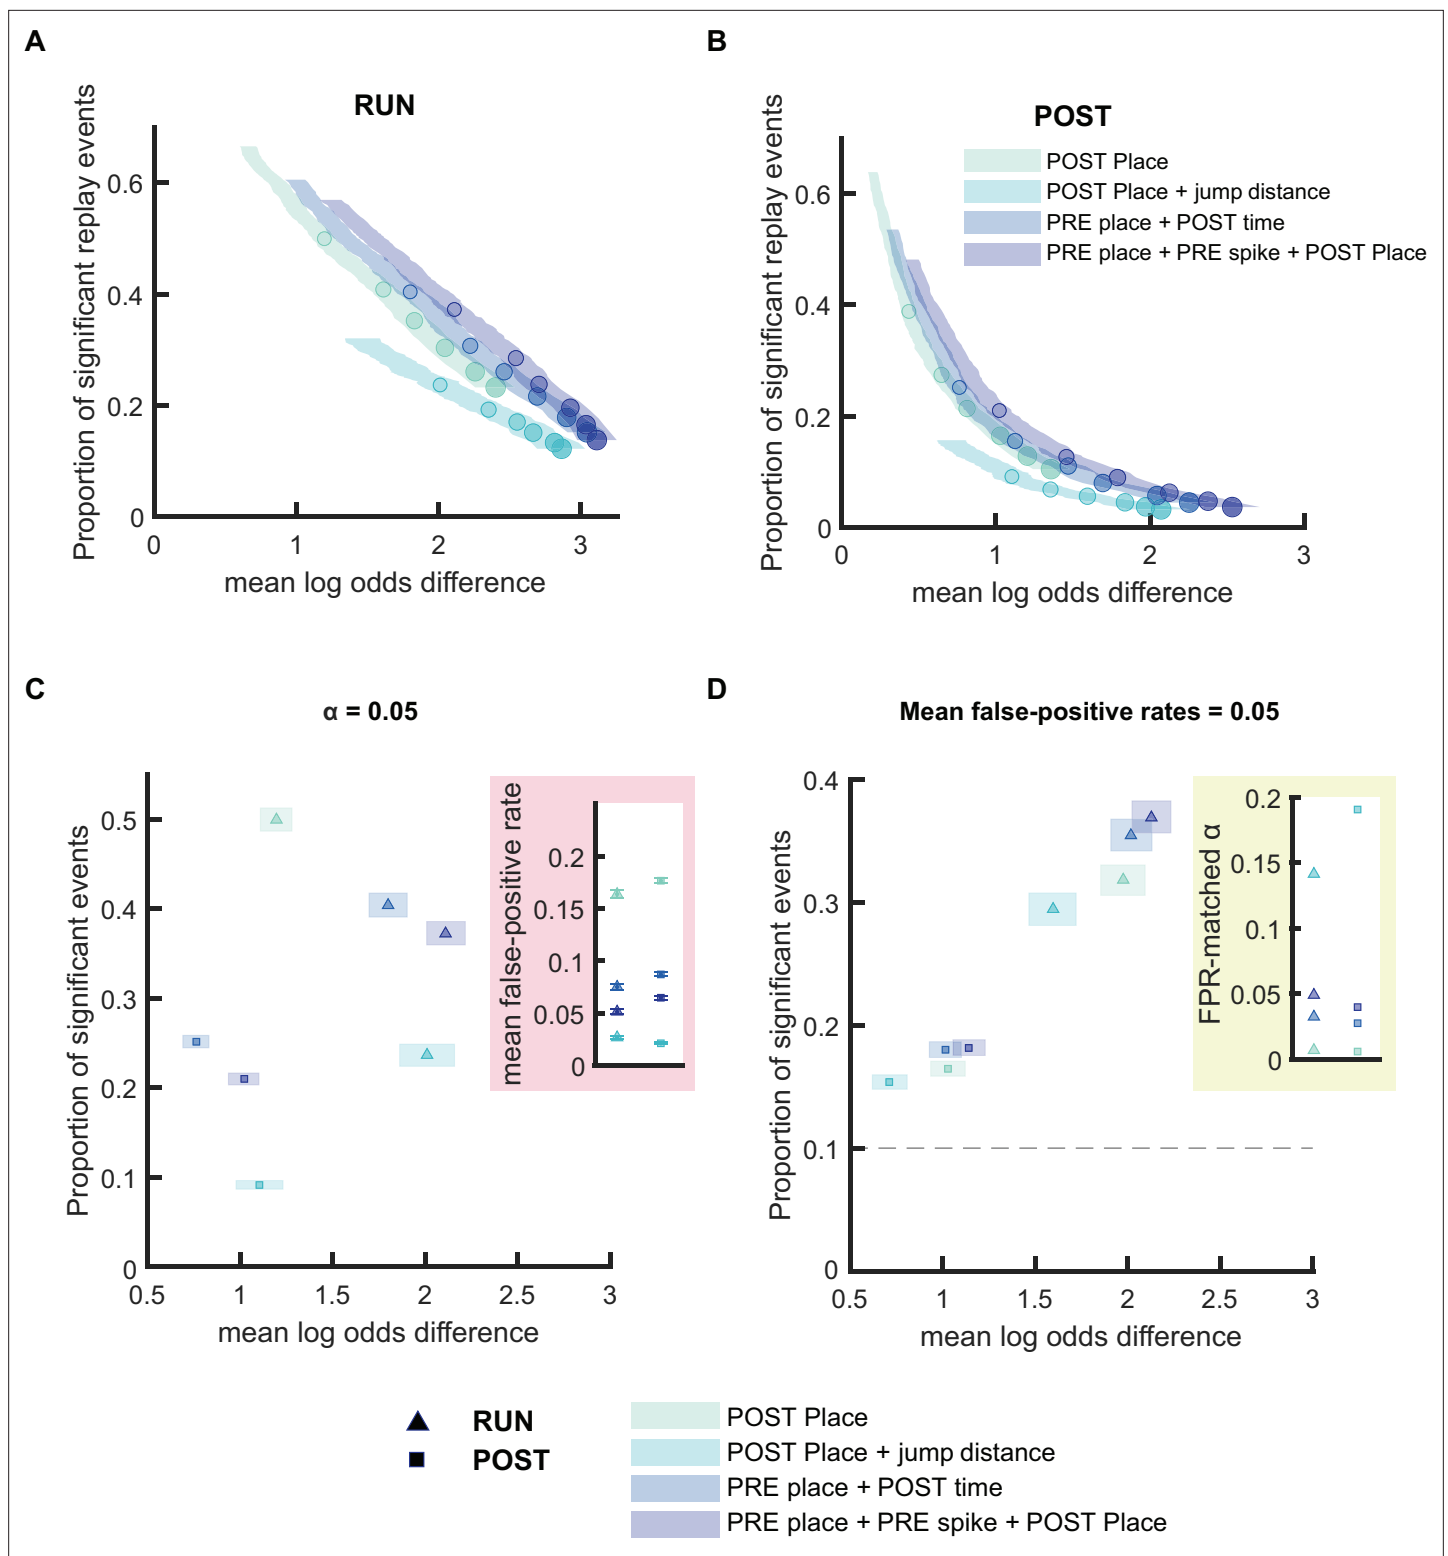 A
RUN
Proportion of significant replay events
0.6
0.4
0.2
0
0
1
2
3
mean log odds difference
B
POST
Proportion of significant replay events
0.6
0.4
0.2
0
0
1
2
3
mean log odds difference
POST Place
POST Place + jump distance
PRE place + POST time
PRE place + PRE spike + POST Place
C
α = 0.05
Proportion of significant events
0.5
0.4
0.3
0.2
0.1
0
0.5
1
1.5
2
2.5
3
mean log odds difference
mean false-positive rate
0.2
0.15
0.1
0.05
0
D
Mean false-positive rates = 0.05
Proportion of significant events
0.4
0.3
0.2
0.1
0
0.5
1
1.5
2
2.5
3
mean log odds difference
FPR-matched α
0.2
0.15
0.1
0.05
0
RUN
POST
POST Place
POST Place + jump distance
PRE place + POST time
PRE place + PRE spike + POST Place